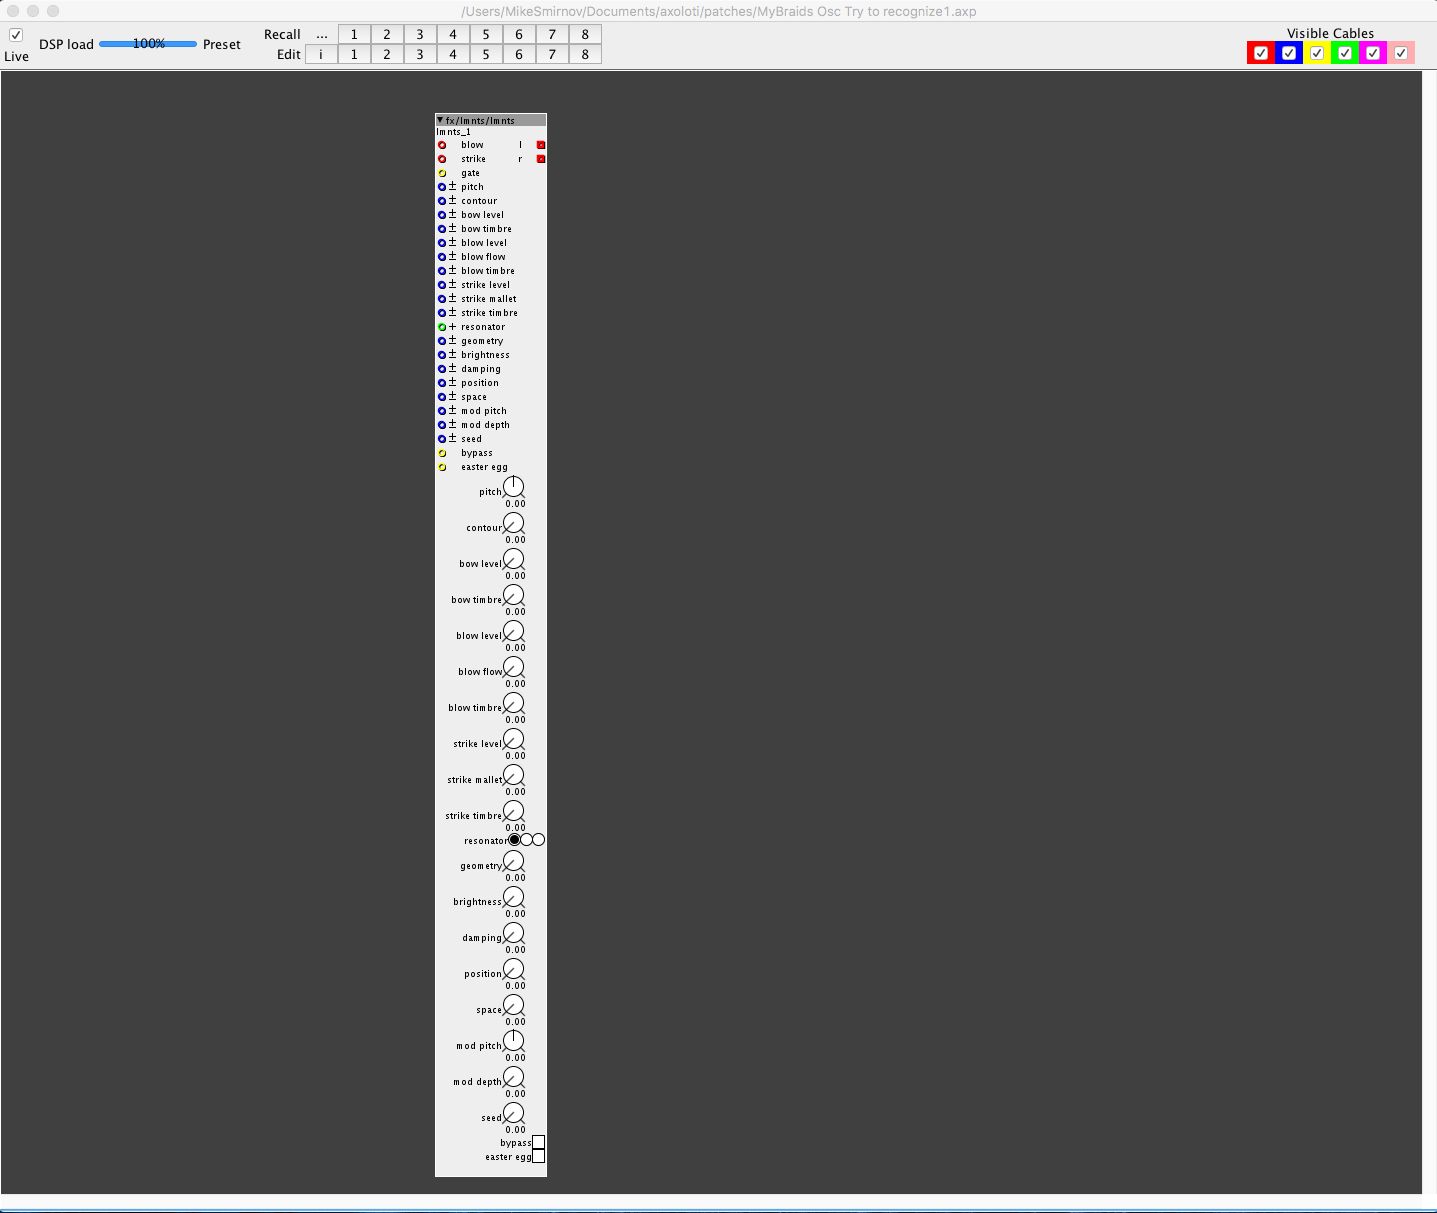 /Users/MikeSmirnov/Documents/axoloti/patches/MyBraids Osc Try to recognize1.axp
Live
DSP load 100% Preset
Recall ... 1 2 3 4 5 6 7 8
Edit i 1 2 3 4 5 6 7 8
Visible Cables
fx/lmnts/lmnts
lmnts_1
blow l
strike r
gate
± pitch
± contour
± bow level
± bow timbre
± blow level
± blow flow
± blow timbre
± strike level
± strike mallet
± strike timbre
+ resonator
± geometry
± brightness
± damping
± position
± space
± mod pitch
± mod depth
± seed
bypass
easter egg
pitch
0.00
contour
0.00
bow level
0.00
bow timbre
0.00
blow level
0.00
blow flow
0.00
blow timbre
0.00
strike level
0.00
strike mallet
0.00
strike timbre
0.00
resonator
geometry
0.00
brightness
0.00
damping
0.00
position
0.00
space
0.00
mod pitch
0.00
mod depth
0.00
seed
0.00
bypass
easter egg